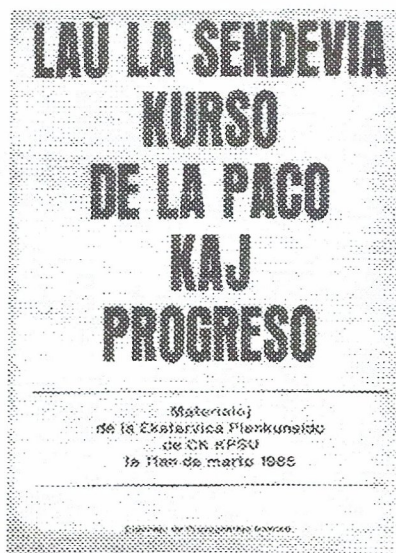 LAŬ LA SENDEVIA
KURSO
DE LA PACO
KAJ
PROGRESO
Materialoj
de la Ekstervica Plenkunsido
de CK KPSU
la 11an de marto 1985